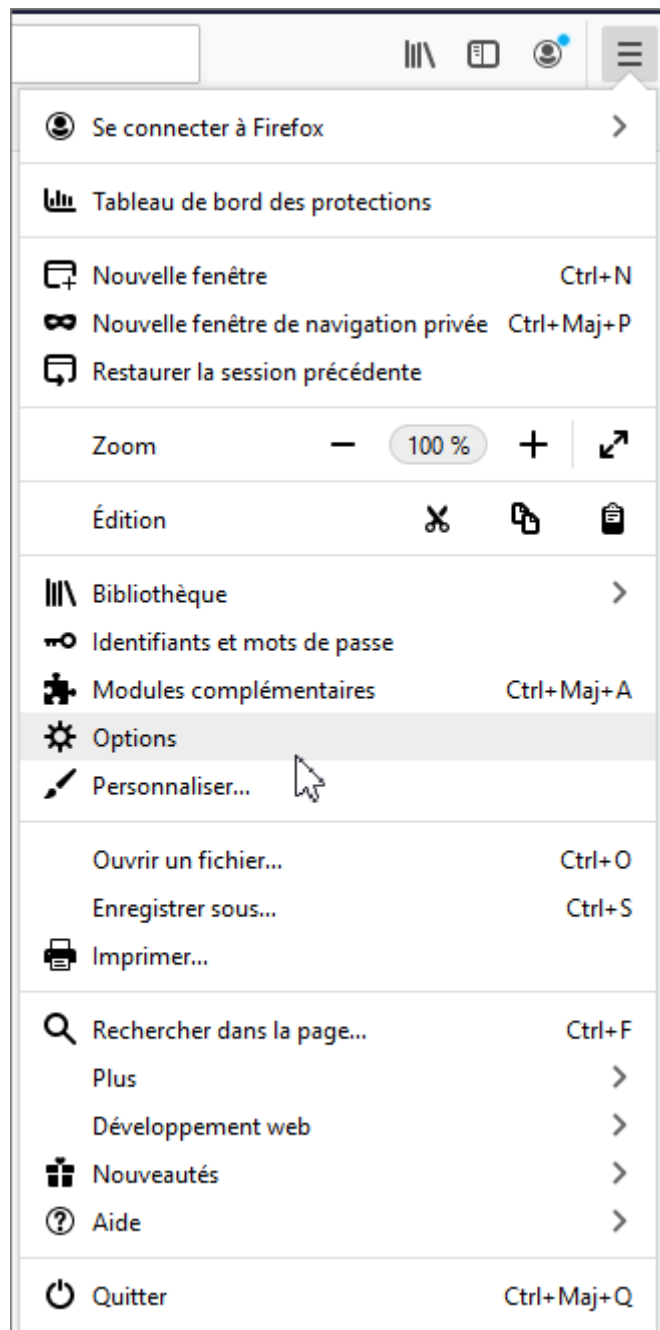 Se connecter à Firefox
Tableau de bord des protections
Nouvelle fenêtre Ctrl+N
Nouvelle fenêtre de navigation privée Ctrl+Maj+P
Restaurer la session précédente
Zoom 100 %
Édition
Bibliothèque
Identifiants et mots de passe
Modules complémentaires Ctrl+Maj+A
Options
Personnaliser...
Ouvrir un fichier... Ctrl+O
Enregistrer sous... Ctrl+S
Imprimer...
Rechercher dans la page... Ctrl+F
Plus
Développement web
Nouveautés
Aide
Quitter Ctrl+Maj+Q